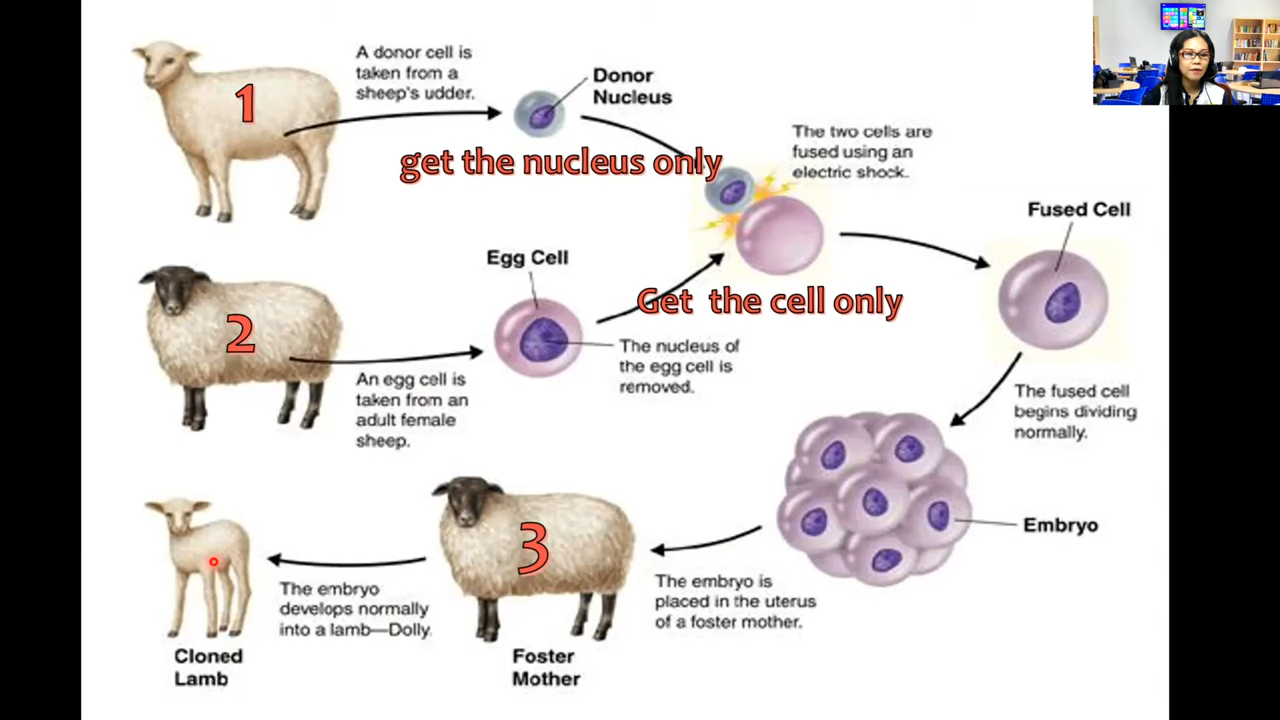 A donor cell is
taken from a
sheep's udder.
Donor
Nucleus
1
get the nucleus only
The two cells are
fused using an
electric shock.
Fused Cell
Egg Cell
2
Get the cell only
The nucleus of
the egg cell is
removed.
An egg cell is
taken from an
adult female
sheep.
The fused cell
begins dividing
normally.
Embryo
3
The embryo is
placed in the uterus
of a foster mother.
The embryo
develops normally
into a lamb—Dolly.
Foster
Mother
Cloned
Lamb